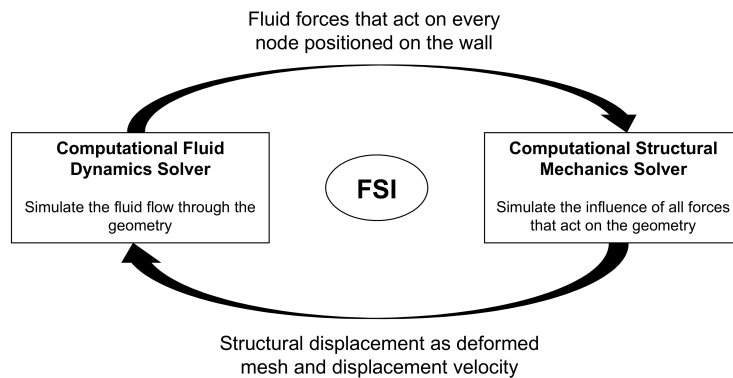 Fluid forces that act on every
node positioned on the wall
Computational Fluid
Dynamics Solver
Simulate the fluid flow through the
geometry
FSI
Computational Structural
Mechanics Solver
Simulate the influence of all forces
that act on the geometry
Structural displacement as deformed
mesh and displacement velocity